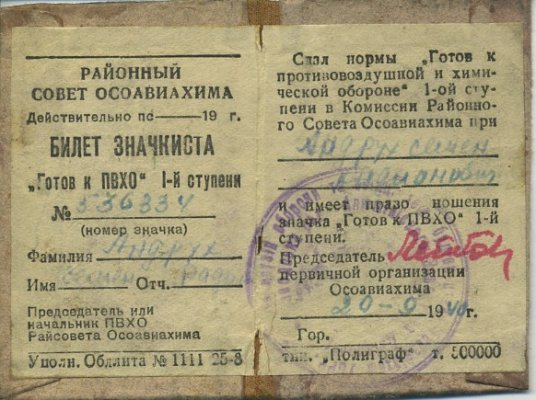 РАЙОННЫЙ
СОВЕТ ОСОАВИАХИМА
Действительно по 19 г.
БИЛЕТ ЗНАЧКИСТА
„Готов к ПВХО" I-й ступени
№ 536334
(номер значка)
Фамилия Андрух
Имя Отч.
Председатель или
начальник ПВХО
Райсовета Осоавиахима
Уполн. Обллита № 1111 25-8
Сдал нормы „Готов к
противовоздушной и хими-
ческой обороне" 1-ой сту-
пени в Комиссии Районно-
го Совета Осоавиахима при
и имеет право ношения
значка „Готов к ПВХО" 1-й
ступени.
Председатель
первичной организации
Осоавиахима
20-9 1940г.
Гор.
тип. „Полиграф" т. 500000